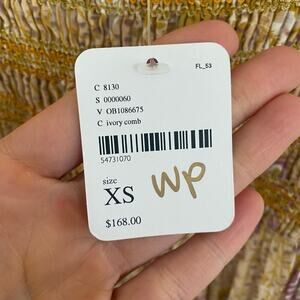 FL_53
C 8130
S 0000060
V OB1086675
C ivory comb
54731070
size
XS
wp
$168.00